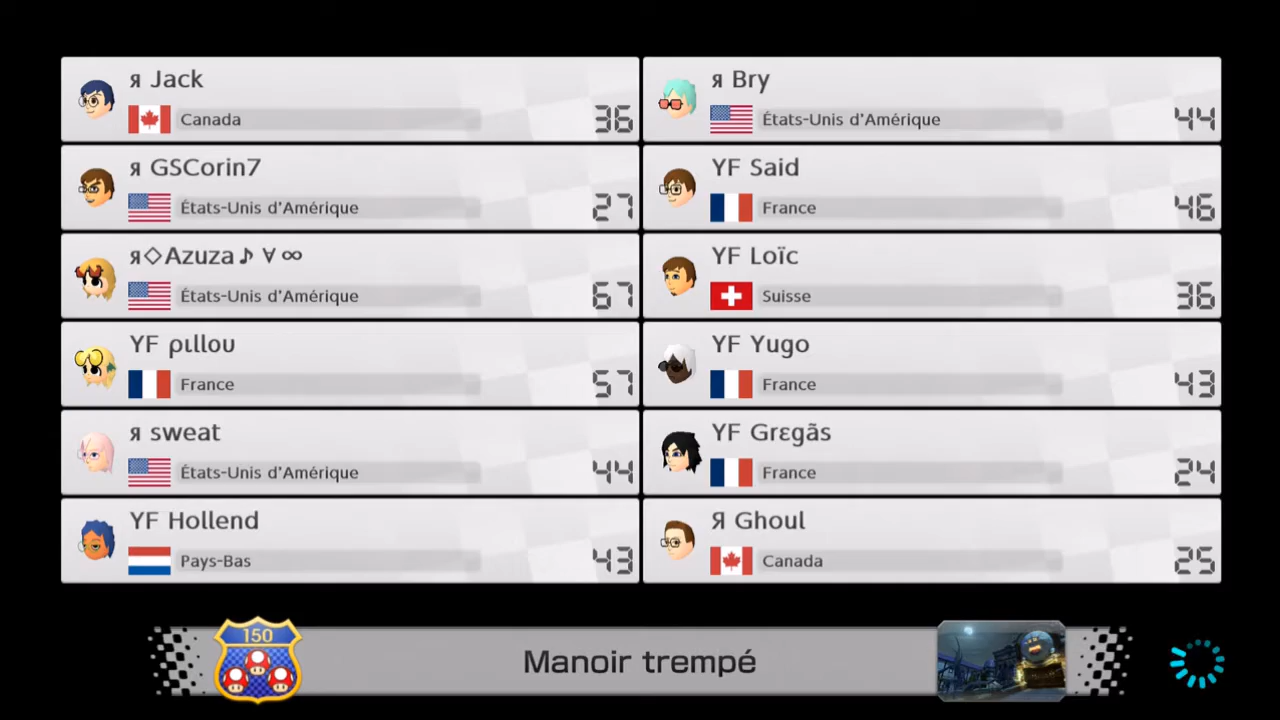 я Jack
Canada
36
я Bry
États-Unis d'Amérique
44
я GSCorin7
États-Unis d'Amérique
27
YF Said
France
46
я◇Azuza♪ ∀ ∞
États-Unis d'Amérique
67
YF Loïc
Suisse
36
YF ριllου
France
57
YF Yugo
France
43
я sweat
États-Unis d'Amérique
44
YF Grεgãs
France
24
YF Hollend
Pays-Bas
43
Я Ghoul
Canada
25
150
Manoir trempé